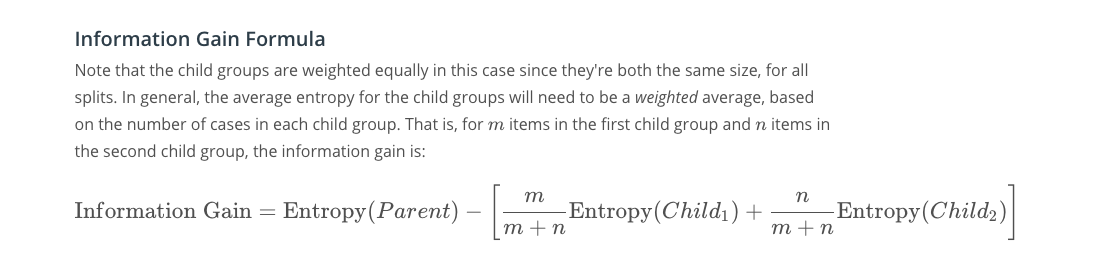 Information Gain Formula
Note that the child groups are weighted equally in this case since they're both the same size, for all
splits. In general, the average entropy for the child groups will need to be a weighted average, based
on the number of cases in each child group. That is, for m items in the first child group and n items in
the second child group, the information gain is:
Information Gain = Entropy(Parent) − [m/(m + n) Entropy(Child₁) + n/(m + n) Entropy(Child₂)]